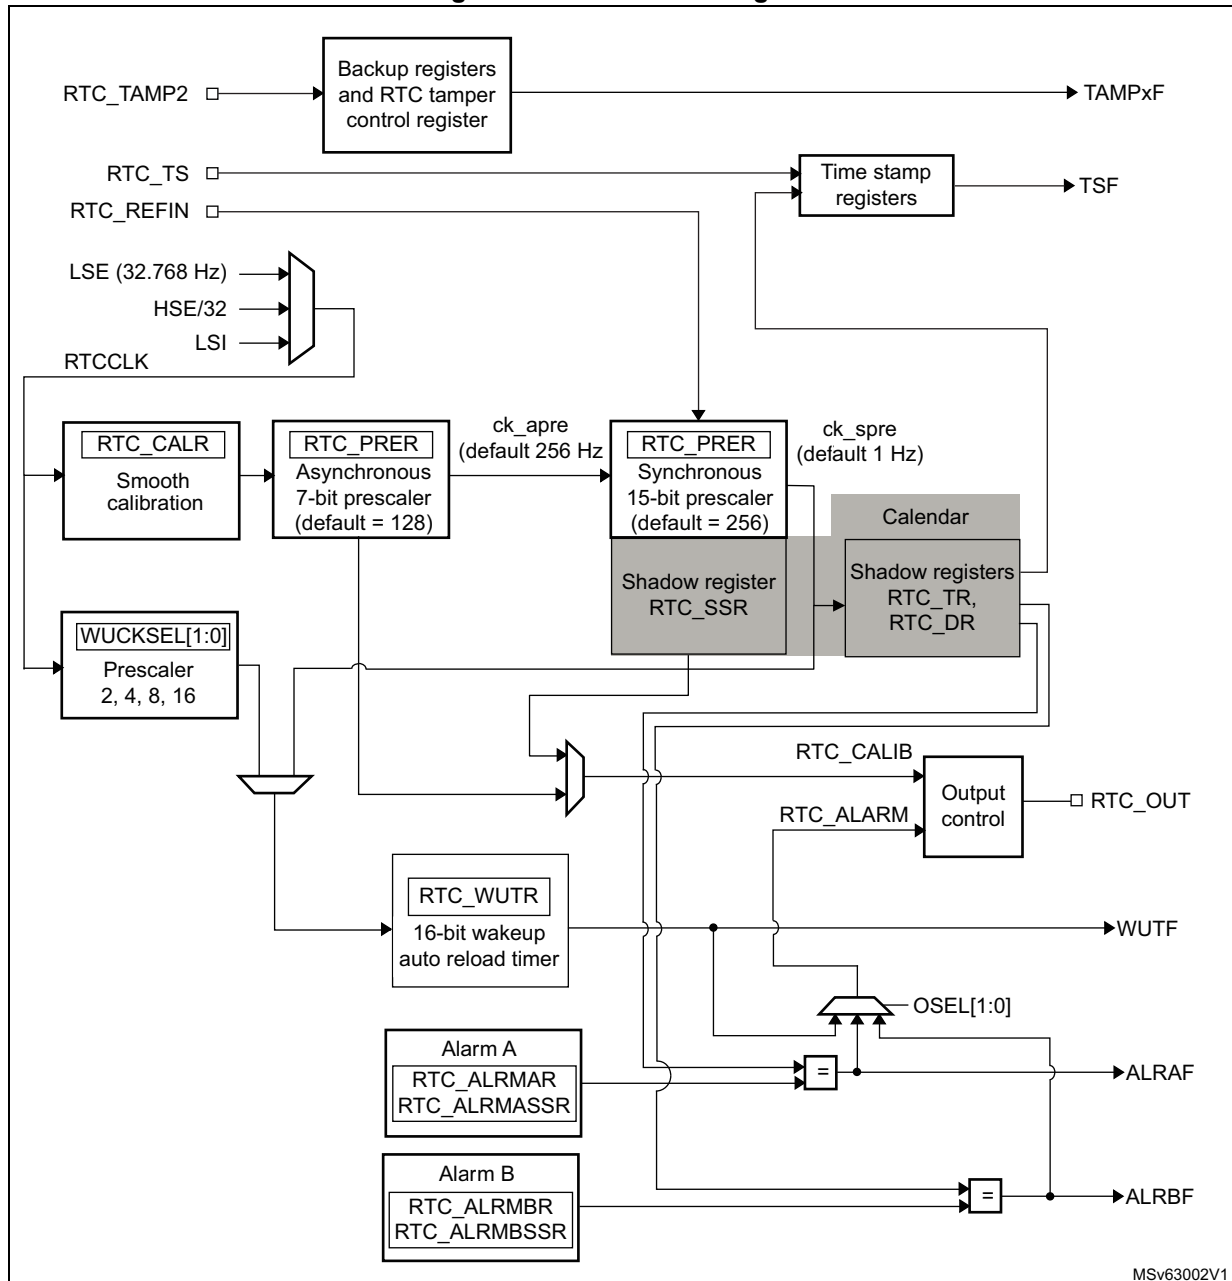 RTC_TAMP2
Backup registers
and RTC tamper
control register
TAMPxF
RTC_TS
Time stamp
registers
TSF
RTC_REFIN
LSE (32.768 Hz)
HSE/32
LSI
RTCCLK
RTC_CALR
Smooth
calibration
RTC_PRER
Asynchronous
7-bit prescaler
(default = 128)
ck_apre
(default 256 Hz
RTC_PRER
Synchronous
15-bit prescaler
(default = 256)
ck_spre
(default 1 Hz)
Calendar
Shadow register
RTC_SSR
Shadow registers
RTC_TR,
RTC_DR
WUCKSEL[1:0]
Prescaler
2, 4, 8, 16
RTC_CALIB
RTC_ALARM
Output
control
RTC_OUT
RTC_WUTR
16-bit wakeup
auto reload timer
WUTF
OSEL[1:0]
Alarm A
RTC_ALRMAR
RTC_ALRMASSR
=
ALRAF
Alarm B
RTC_ALRMBR
RTC_ALRMBSSR
=
ALRBF
MSv63002V1